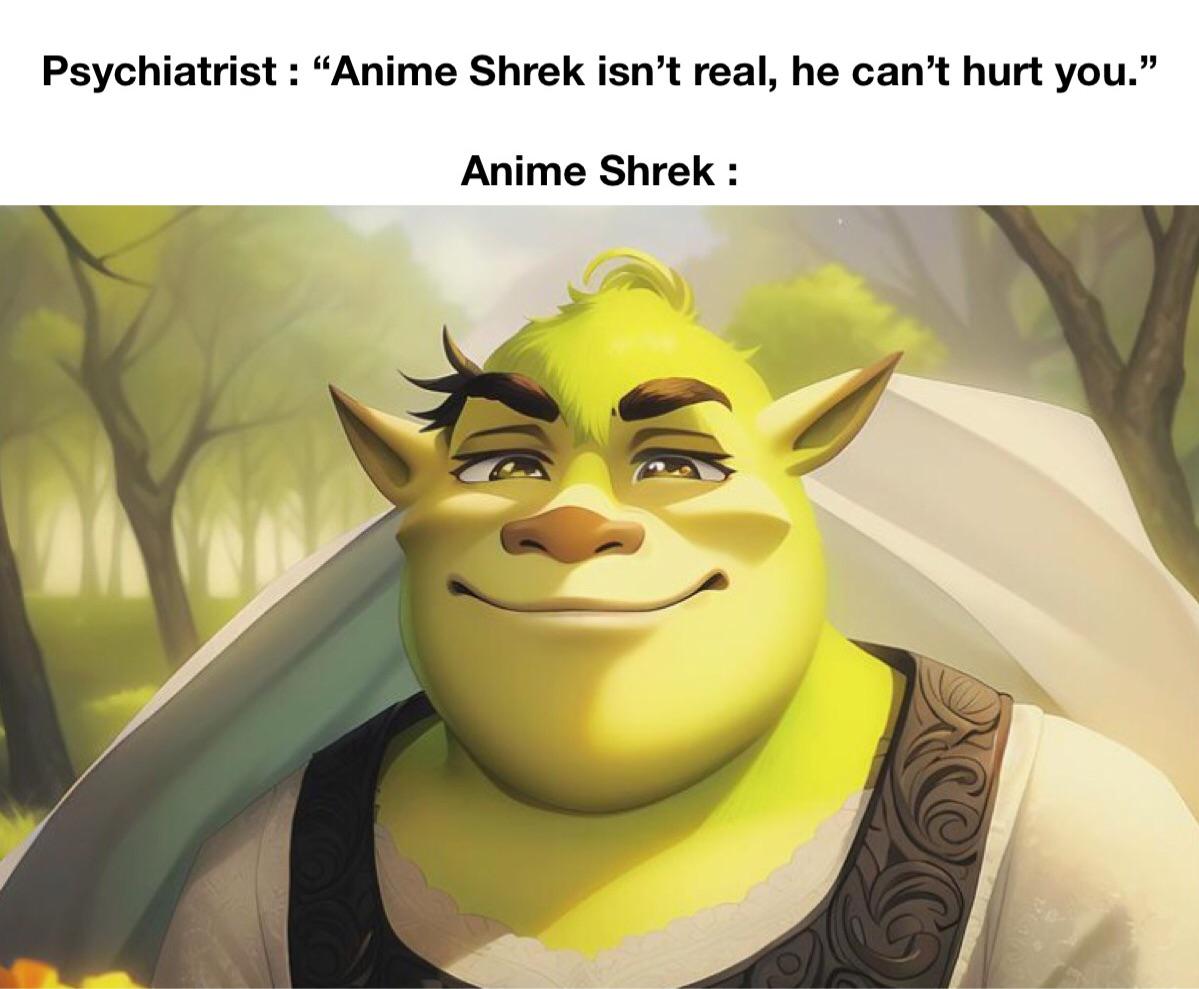 Psychiatrist : “Anime Shrek isn’t real, he can’t hurt you.”
Anime Shrek :